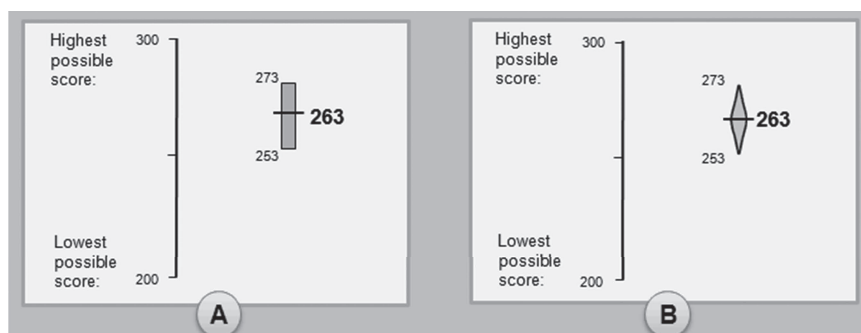 Highest
possible
score:
300
273
263
253
Lowest
possible
score:
200
A
Highest
possible
score:
300
273
263
253
Lowest
possible
score:
200
B